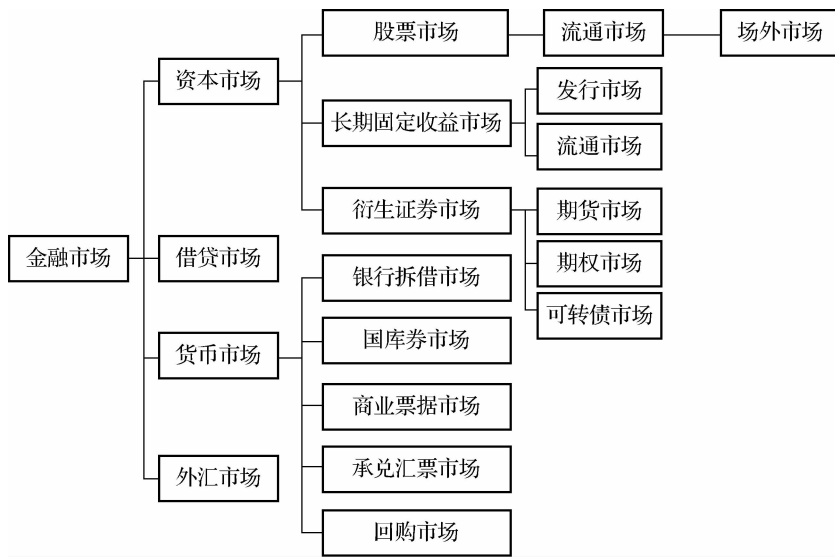 股票市场
流通市场
场外市场
资本市场
发行市场
长期固定收益市场
流通市场
衍生证券市场
期货市场
金融市场
借贷市场
期权市场
银行拆借市场
可转债市场
货币市场
国库券市场
商业票据市场
外汇市场
承兑汇票市场
回购市场